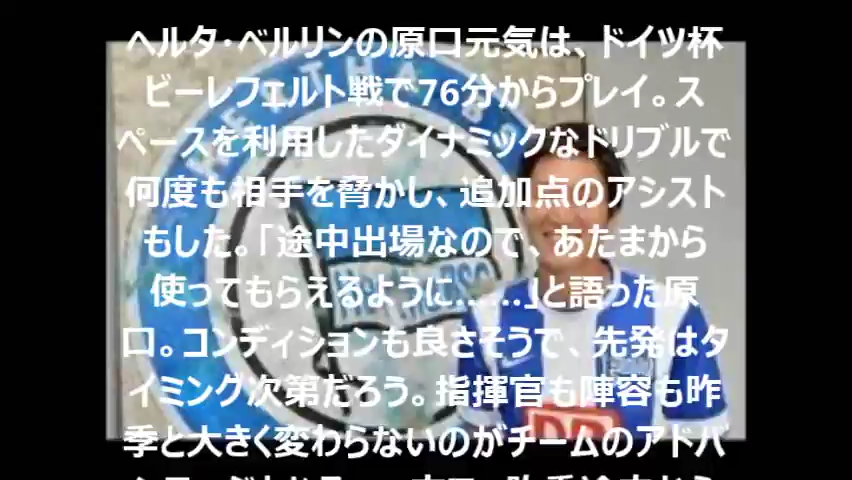 ヘルタ・ベルリンの原口元気は、ドイツ杯
ビーレフェルト戦で76分からプレイ。ス
ペースを利用したダイナミックなドリブルで
何度も相手を脅かし、追加点のアシスト
もした。「途中出場なので、あたまから
使ってもらえるように……」と語った原
口。コンディションも良さそうで、先発はタ
イミング次第だろう。指揮官も陣容も昨
季と大きく変わらないのがチームのアドバ